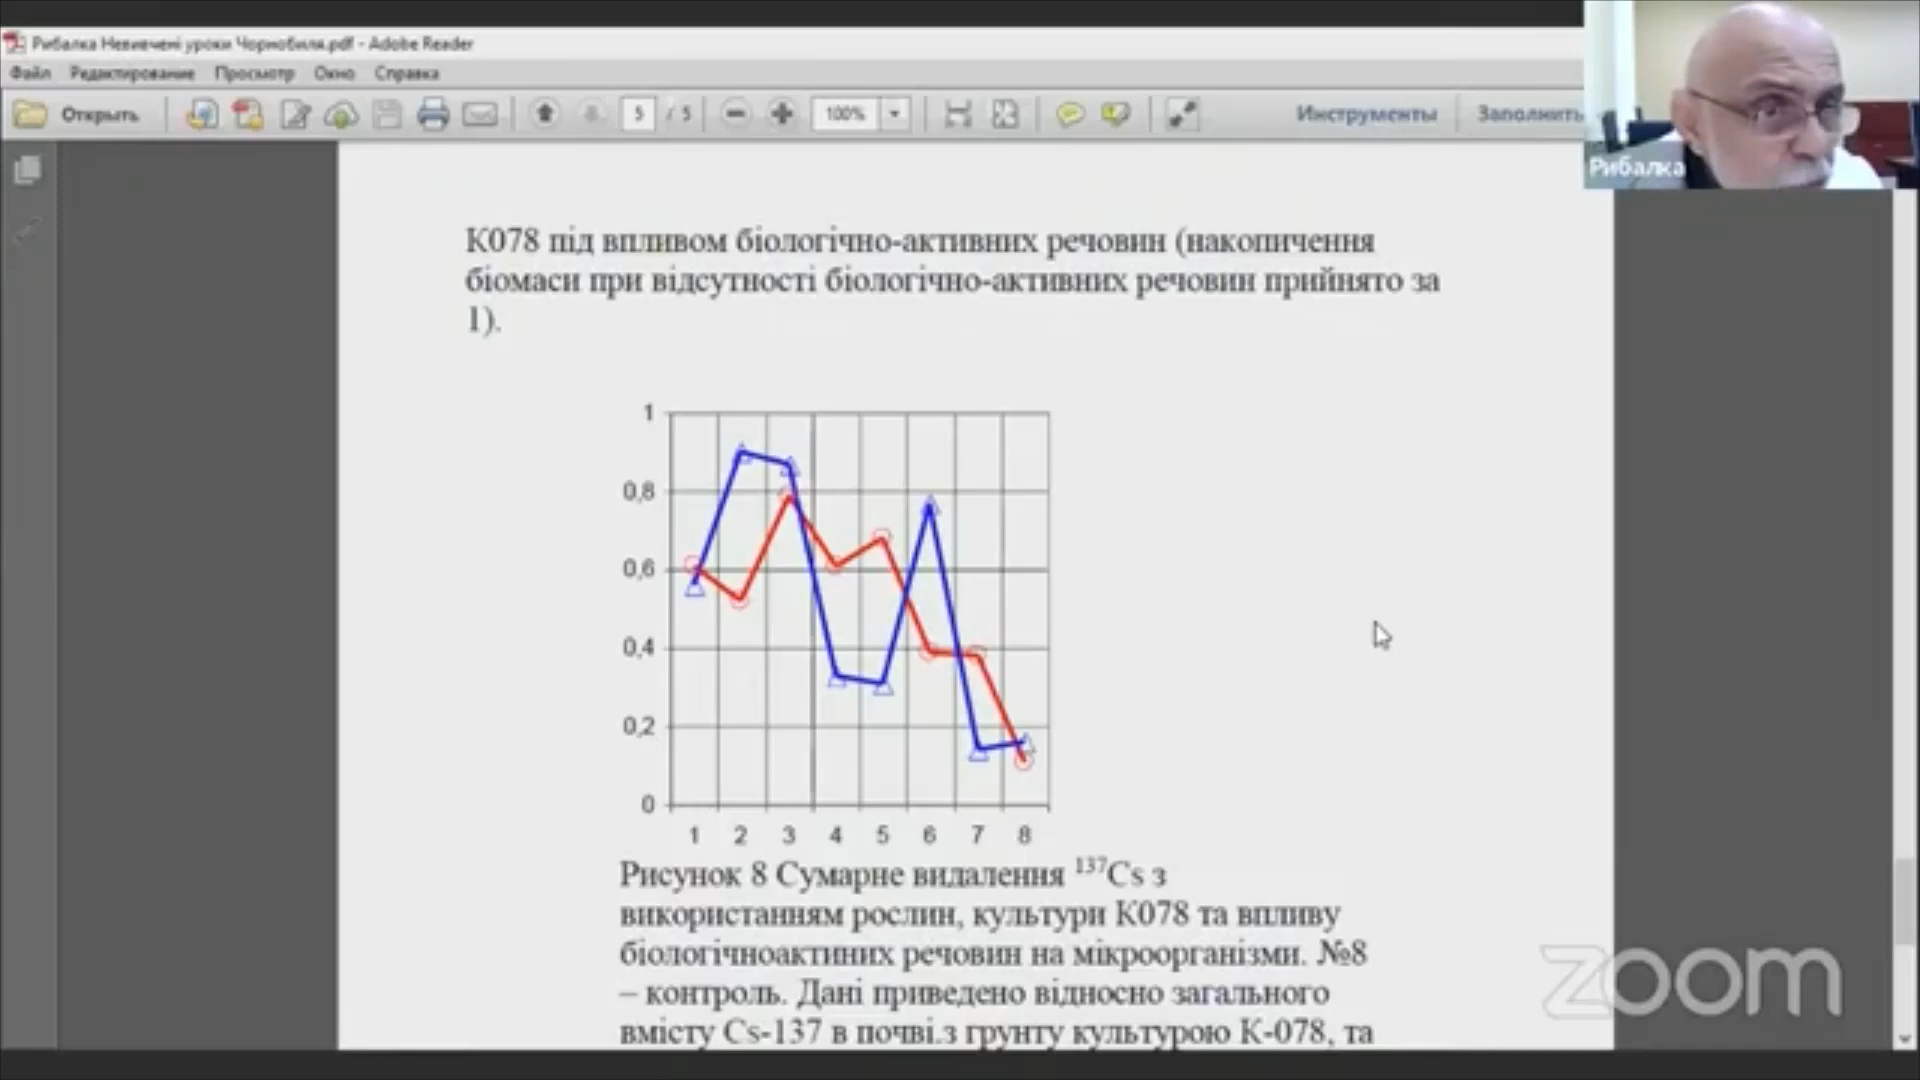 Рибалка Невивчені уроки Чорнобиля.pdf - Adobe Reader
Файл Редактирование Просмотр Окно Справка
Открыть 5 / 5 100% Инструменты Заполнить
Рибалка
К078 під впливом біологічно-активних речовин (накопичення
біомаси при відсутності біологічно-активних речовин прийнято за
1).
1
0,8
0,6
0,4
0,2
0
1 2 3 4 5 6 7 8
Рисунок 8 Сумарне видалення ¹³⁷Cs з
використанням рослин, культури К078 та впливу
біологічноактиних речовин на мікроорганізми. №8
– контроль. Дані приведено відносно загального
вмісту Cs-137 в почві.з грунту культурою К-078, та
zoom